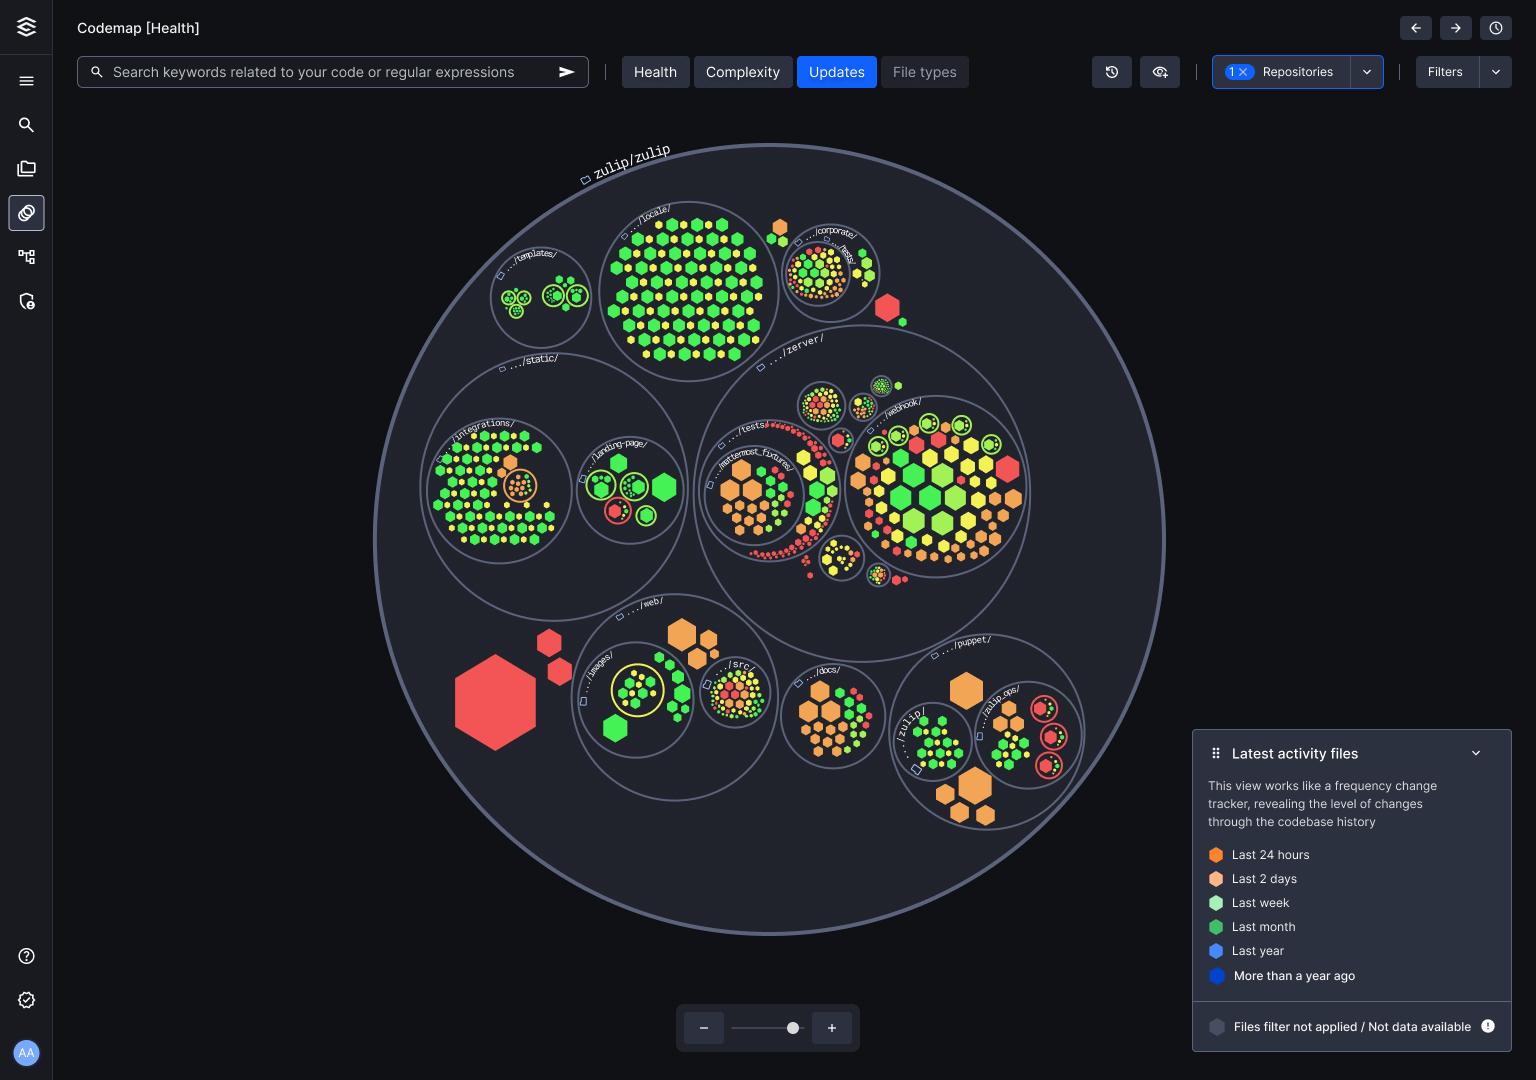 Codemap [Health]
Search keywords related to your code or regular expressions
Health
Complexity
Updates
File types
1
Repositories
Filters
zulip/zulip
.../locale/
.../corporate/
.../tests/
.../templates/
.../static/
.../zerver/
.../integrations/
.../landing-page/
.../tests/
.../mattermost_fixtures/
.../webhook/
.../web/
.../images/
.../src/
.../docs/
.../puppet/
.../zulip/
.../zulip_ops/
Latest activity files
This view works like a frequency change
tracker, revealing the level of changes
through the codebase history
Last 24 hours
Last 2 days
Last week
Last month
Last year
More than a year ago
Files filter not applied / Not data available
AA